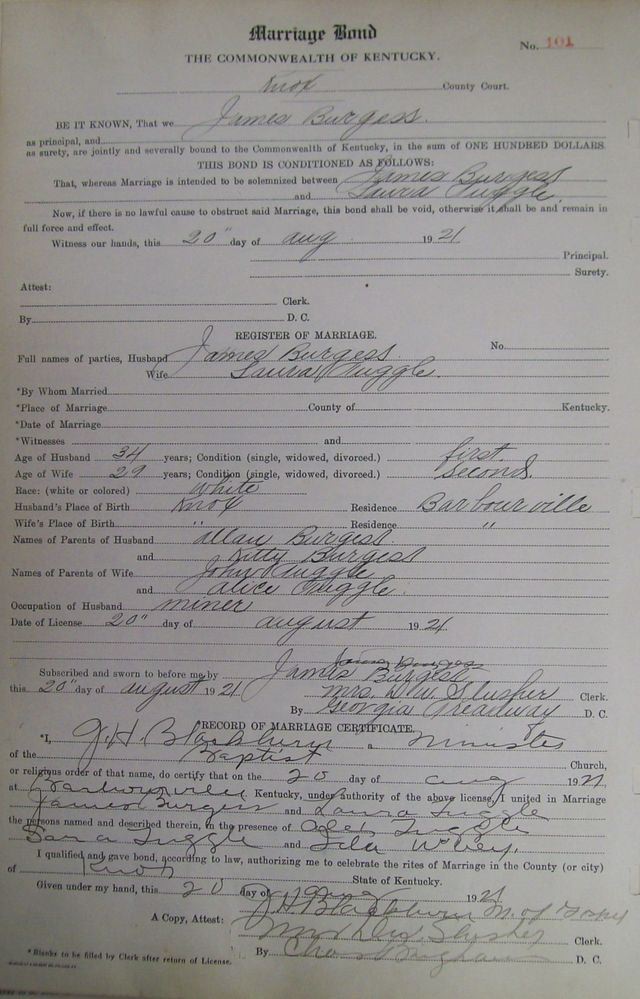 Marriage Bond
No. 101
THE COMMONWEALTH OF KENTUCKY.
Knox County Court.
BE IT KNOWN, That we James Burgess.
as principal, and
as surety, are jointly and severally bound to the Commonwealth of Kentucky, in the sum of ONE HUNDRED DOLLARS.
THIS BOND IS CONDITIONED AS FOLLOWS:
That, whereas Marriage is intended to be solemnized between James Burgess
and Laura Tuggle.
Now, if there is no lawful cause to obstruct said Marriage, this bond shall be void, otherwise it shall be and remain in
full force and effect.
Witness our hands, this 20" day of aug. 1921
Principal.
Surety.
Attest:
Clerk.
By D. C.
REGISTER OF MARRIAGE.
Full names of parties, Husband James Burgess. No.
Wife Laura Tuggle.
*By Whom Married
*Place of Marriage County of Kentucky.
*Date of Marriage
*Witnesses and
Age of Husband 34 years; Condition (single, widowed, divorced.) first
Age of Wife 29 years; Condition (single, widowed, divorced.) second.
Race: (white or colored) white
Husband's Place of Birth Knox Residence Barbourville
Wife's Place of Birth " Residence "
Names of Parents of Husband allan Burgess.
and Kitty Burgess
Names of Parents of Wife John Tuggle
and alice Tuggle.
Occupation of Husband miner
Date of License 20" day of august 1921
James Burgess
Subscribed and sworn to before me by James Burgess
this 20" day of august 1921 Mrs. D.W. Slusher Clerk.
By Georgia Treadway D. C.
RECORD OF MARRIAGE CERTIFICATE.
*I, J.H. Blackburn a Minister
of the Baptist Church,
or religious order of that name, do certify that on the 20 day of aug 1921
at Barbourville, Kentucky, under authority of the above license, I united in Marriage
James Burgess and Laura Tuggle
the persons named and described therein, in the presence of Tuggle
Sara Tuggle and
I qualified and gave bond, according to law, authorizing me to celebrate the rites of Marriage in the County (or city)
of Knox State of Kentucky.
Given under my hand, this 20 day of aug 1921
J.H. Blackburn M. of Gospel
A Copy, Attest: Mrs. D.W. Slusher Clerk.
By D. C.
*Blanks to be filled by Clerk after return of License.